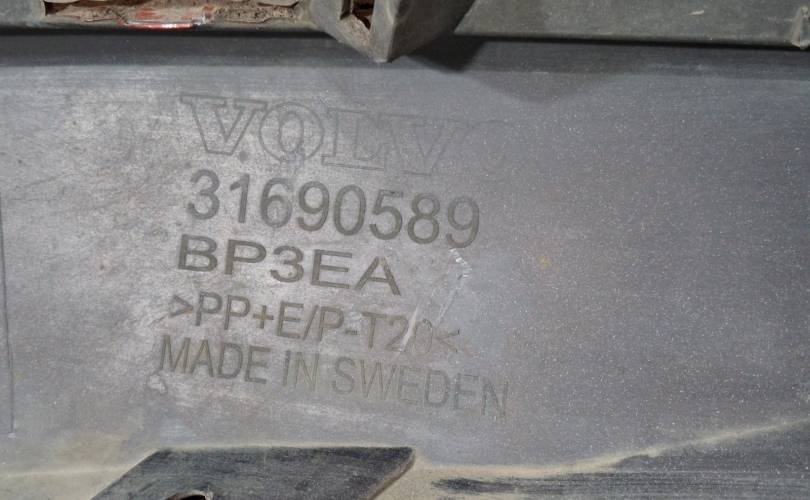 VOLVO
31690589
BP3EA
>PP+E/P-T20<
MADE IN SWEDEN